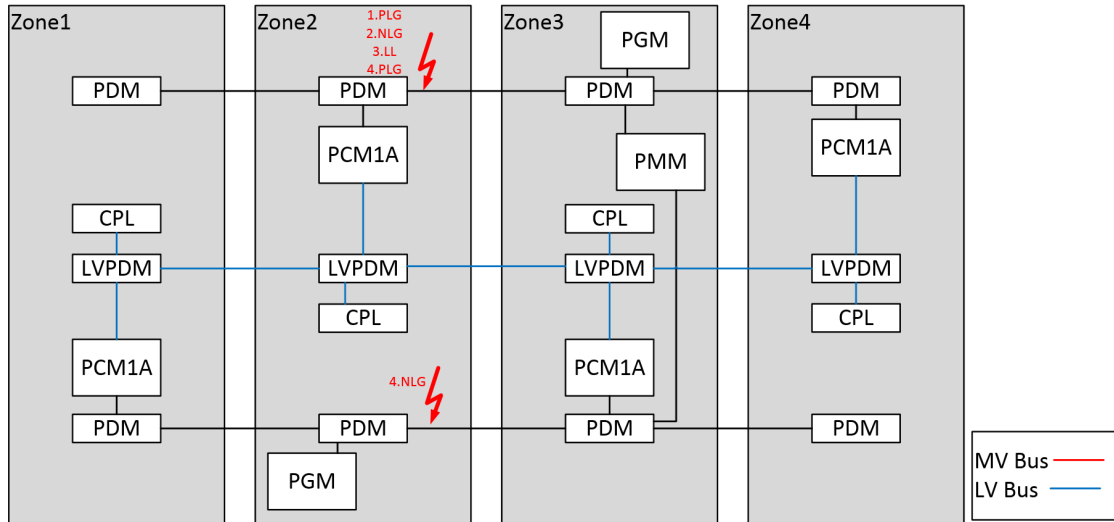 Zone1
Zone2
Zone3
Zone4
1.PLG
2.NLG
3.LL
4.PLG
PGM
PDM
PDM
PDM
PDM
PCM1A
PMM
PCM1A
CPL
CPL
LVPDM
LVPDM
LVPDM
LVPDM
CPL
CPL
PCM1A
PCM1A
4.NLG
PDM
PDM
PDM
PDM
PGM
MV Bus
LV Bus